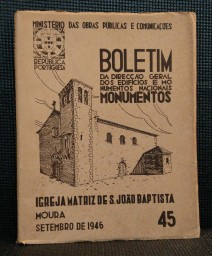 MINISTÉRIO DAS OBRAS PÚBLICAS E COMUNICAÇÕES
REPÚBLICA
PORTUGUESA
BOLETIM
DA DIRECÇÃO GERAL
DOS EDIFÍCIOS E MO
NUMENTOS NACIONAIS
MONUMENTOS
IGREJA MATRIZ DE S. JOÃO BAPTISTA
MOURA
SETEMBRO DE 1946
45